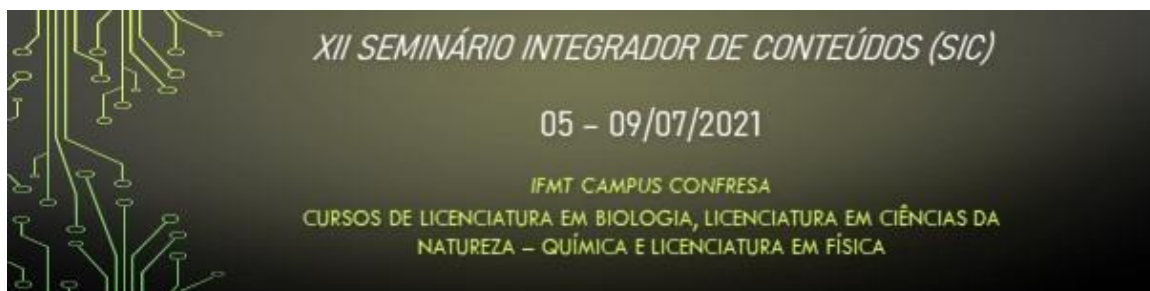 XII SEMINÁRIO INTEGRADOR DE CONTEÚDOS (SIC)
05 – 09/07/2021
IFMT CAMPUS CONFRESA
CURSOS DE LICENCIATURA EM BIOLOGIA, LICENCIATURA EM CIÊNCIAS DA
NATUREZA – QUÍMICA E LICENCIATURA EM FÍSICA